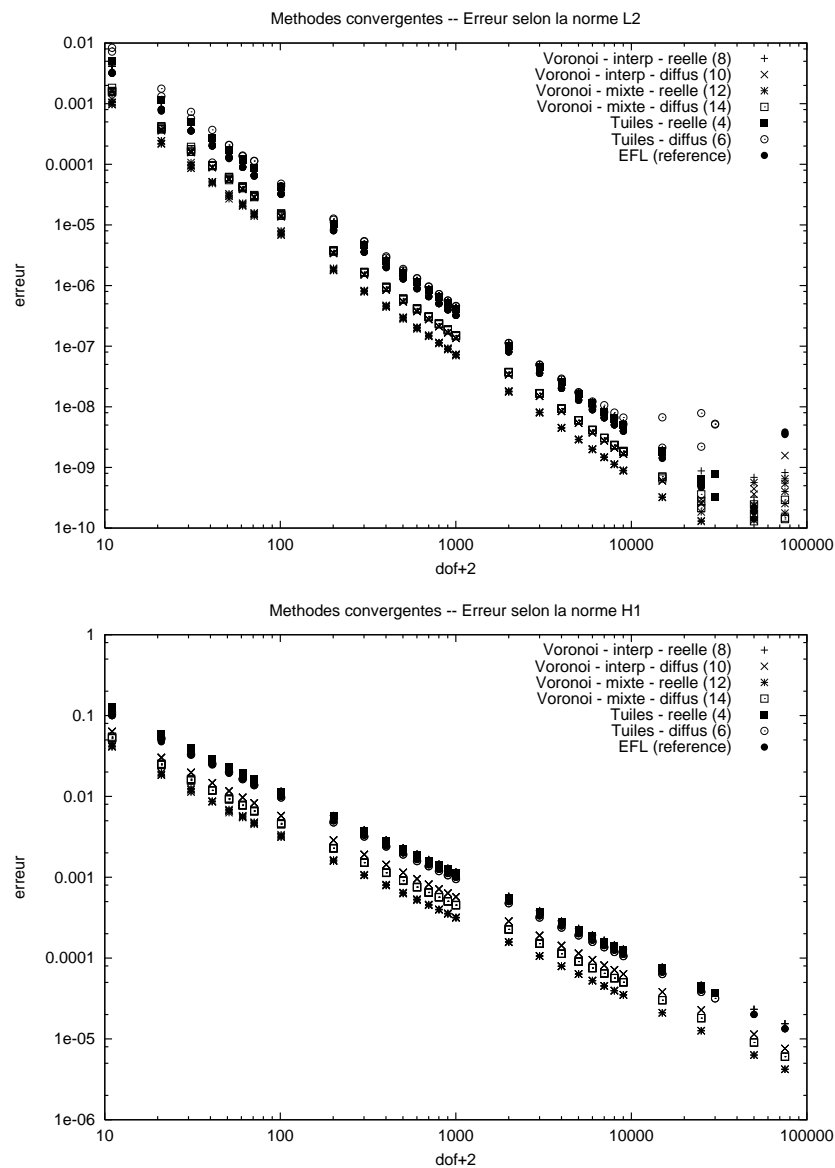 Methodes convergentes -- Erreur selon la norme L2
0.01
0.001
0.0001
1e-05
1e-06
1e-07
1e-08
1e-09
1e-10
erreur
Voronoi - interp - reelle (8)
Voronoi - interp - diffus (10)
Voronoi - mixte - reelle (12)
Voronoi - mixte - diffus (14)
Tuiles - reelle (4)
Tuiles - diffus (6)
EFL (reference)
10 100 1000 10000 100000
dof+2
Methodes convergentes -- Erreur selon la norme H1
1
0.1
0.01
0.001
0.0001
1e-05
1e-06
erreur
Voronoi - interp - reelle (8)
Voronoi - interp - diffus (10)
Voronoi - mixte - reelle (12)
Voronoi - mixte - diffus (14)
Tuiles - reelle (4)
Tuiles - diffus (6)
EFL (reference)
10 100 1000 10000 100000
dof+2